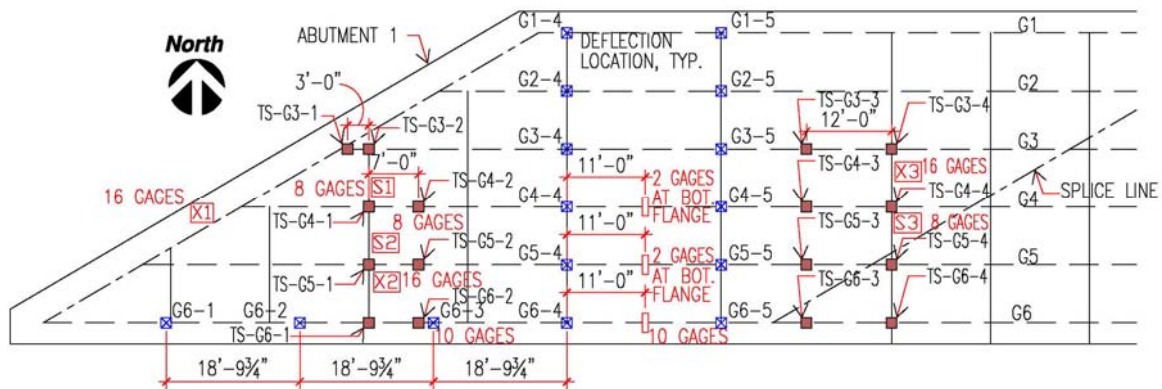 North
ABUTMENT 1
G1-4
G1-5
G1
DEFLECTION
LOCATION, TYP.
3'-0"
G2-4
G2-5
G2
TS-G3-1
TS-G3-2
TS-G3-3
TS-G3-4
12'-0"
G3-4
G3-5
G3
7'-0"
11'-0"
TS-G4-3
X3
16 GAGES
16 GAGES
8 GAGES
S1
TS-G4-2
2 GAGES
AT BOT.
FLANGE
TS-G4-4
SPLICE LINE
X1
G4-4
G4-5
G4
TS-G4-1
8 GAGES
11'-0"
TS-G5-3
S3
8 GAGES
S2
TS-G5-2
2 GAGES
AT BOT.
FLANGE
TS-G5-4
G5-4
G5-5
G5
TS-G5-1
X2
16 GAGES
11'-0"
TS-G6-3
TS-G6-2
TS-G6-4
G6-1
G6-2
G6-3
G6-4
G6-5
G6
TS-G6-1
10 GAGES
10 GAGES
18'-9¾"
18'-9¾"
18'-9¾"